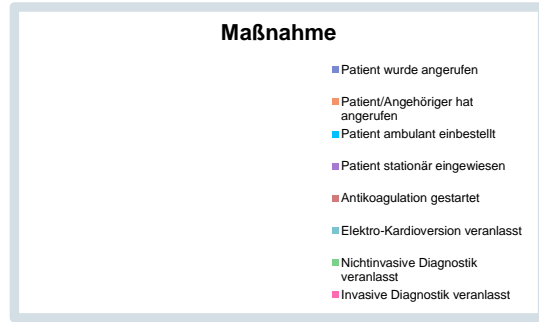 Maßnahme
Patient wurde angerufen
Patient/Angehöriger hat
angerufen
Patient ambulant einbestellt
Patient stationär eingewiesen
Antikoagulation gestartet
Elektro-Kardioversion veranlasst
Nichtinvasive Diagnostik
veranlasst
Invasive Diagnostik veranlasst